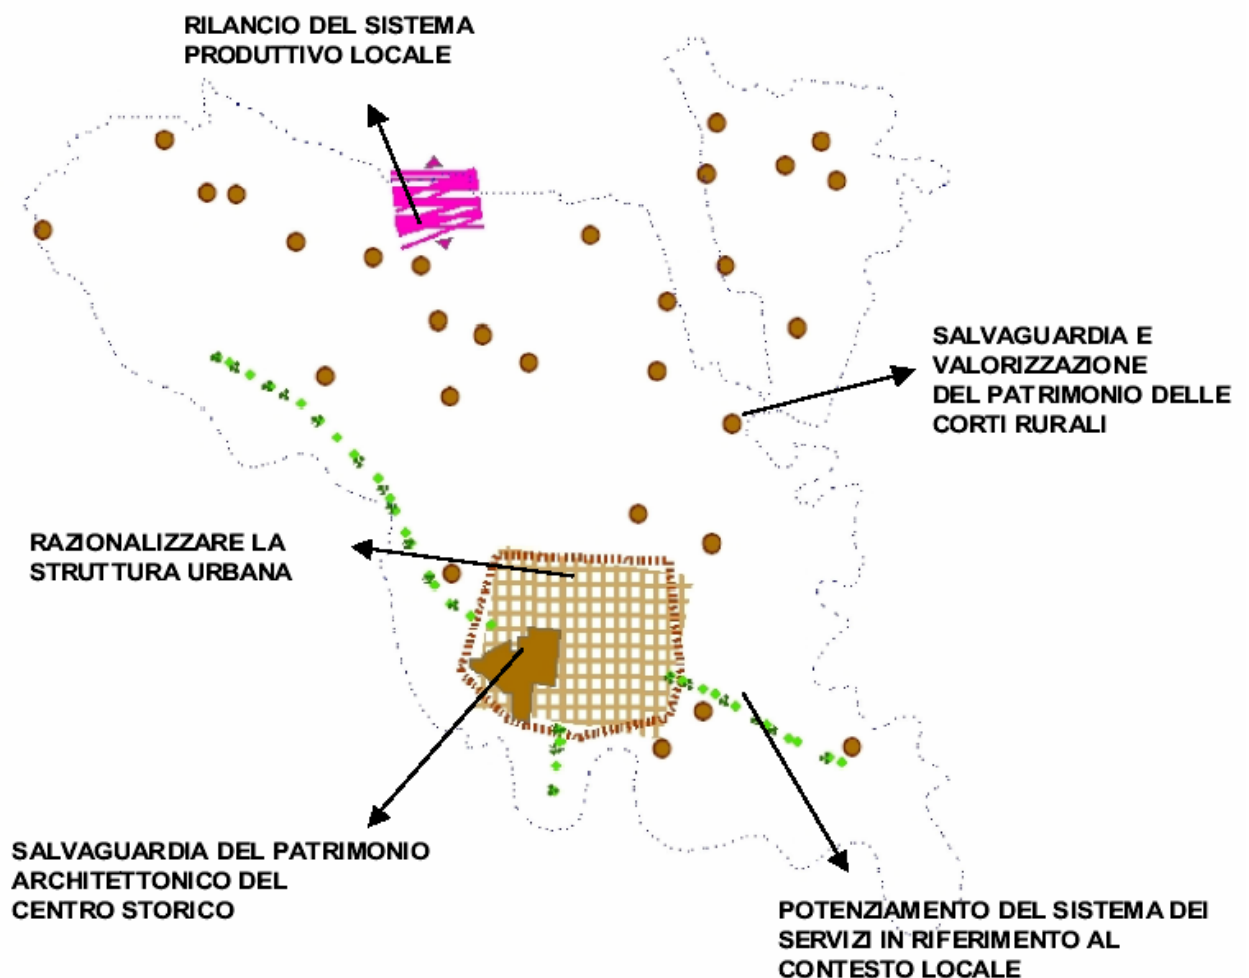 RILANCIO DEL SISTEMA
PRODUTTIVO LOCALE
SALVAGUARDIA E
VALORIZZAZIONE
DEL PATRIMONIO DELLE
CORTI RURALI
RAZIONALIZZARE LA
STRUTTURA URBANA
SALVAGUARDIA DEL PATRIMONIO
ARCHITETTONICO DEL
CENTRO STORICO
POTENZIAMENTO DEL SISTEMA DEI
SERVIZI IN RIFERIMENTO AL
CONTESTO LOCALE